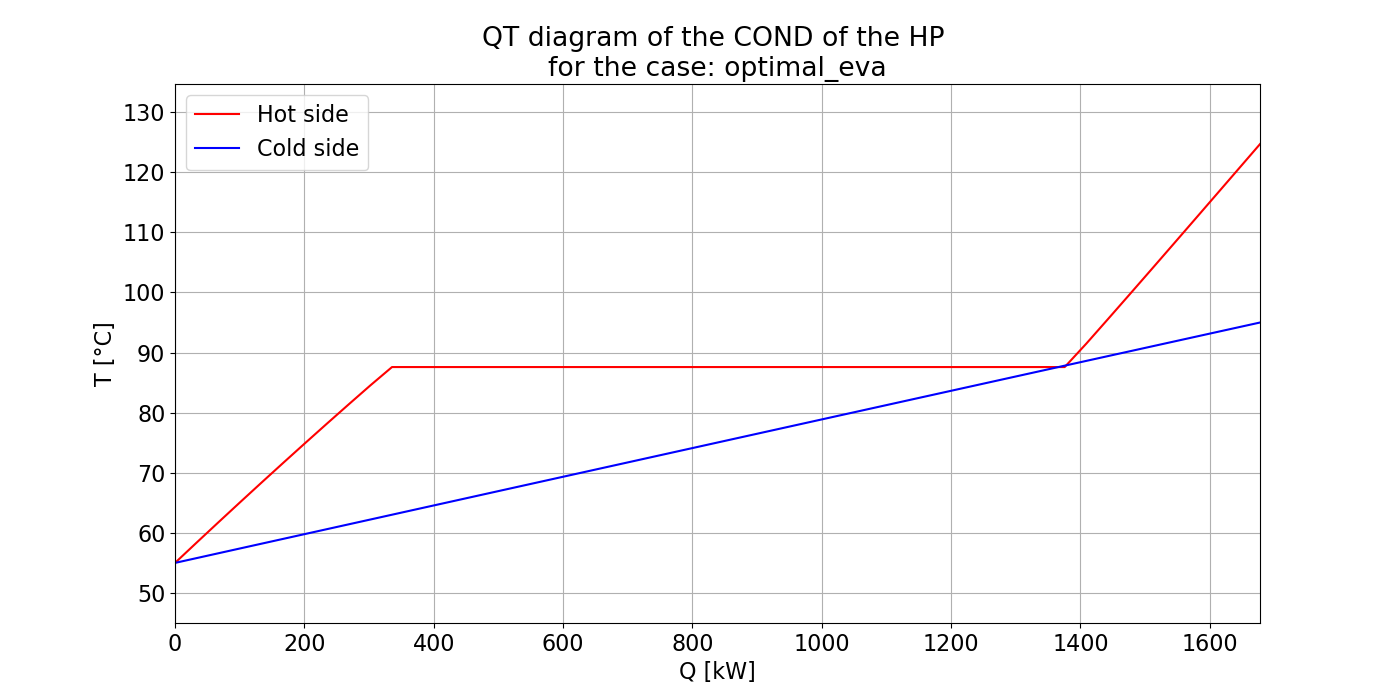 QT diagram of the COND of the HP
for the case: optimal_eva
Hot side
Cold side
T [°C]
130
120
110
100
90
80
70
60
50
0 200 400 600 800 1000 1200 1400 1600
Q [kW]